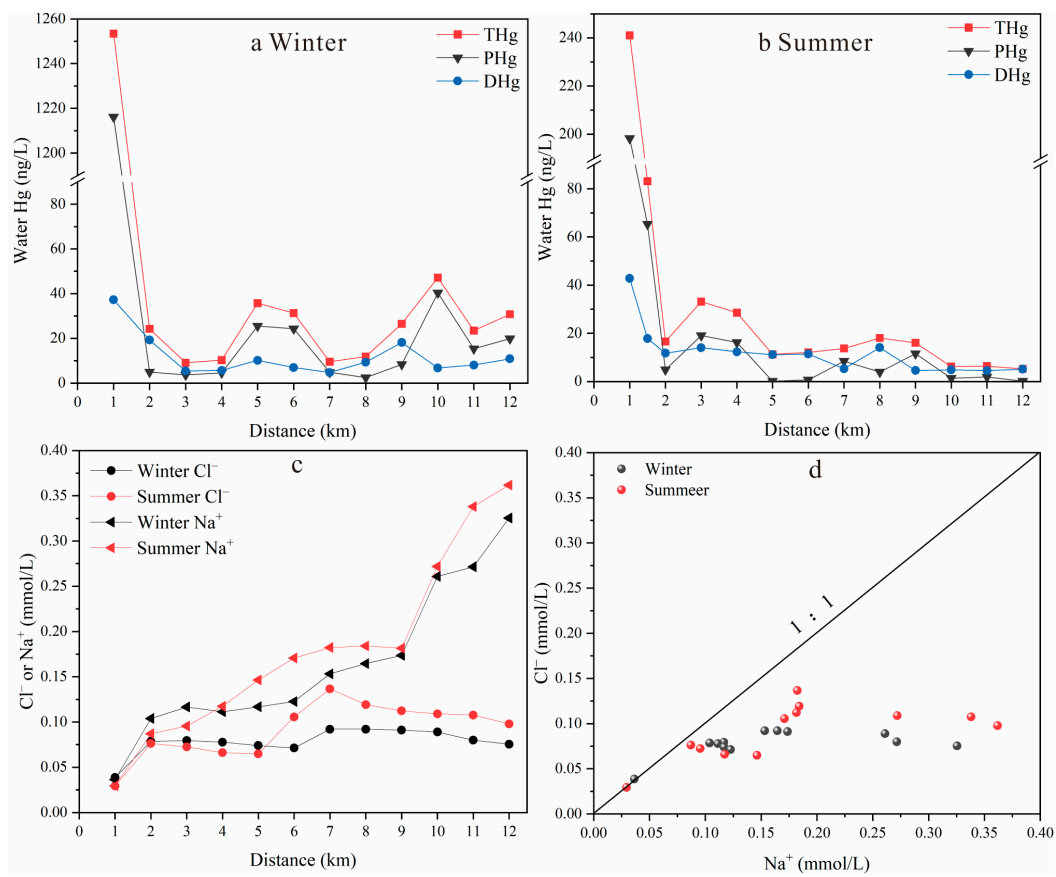 a Winter
THg
PHg
DHg
Water Hg (ng/L)
1260
1240
1220
1200
80
60
40
20
0
0 1 2 3 4 5 6 7 8 9 10 11 12
Distance (km)
b Summer
THg
PHg
DHg
Water Hg (ng/L)
240
220
200
80
60
40
20
0
0 1 2 3 4 5 6 7 8 9 10 11 12
Distance (km)
c
Winter Cl⁻
Summer Cl⁻
Winter Na⁺
Summer Na⁺
Cl⁻ or Na⁺ (mmol/L)
0.40
0.35
0.30
0.25
0.20
0.15
0.10
0.05
0.00
0 1 2 3 4 5 6 7 8 9 10 11 12
Distance (km)
d
Winter
Summeer
1 : 1
Cl⁻ (mmol/L)
0.40
0.35
0.30
0.25
0.20
0.15
0.10
0.05
0.00
0.00 0.05 0.10 0.15 0.20 0.25 0.30 0.35 0.40
Na⁺ (mmol/L)